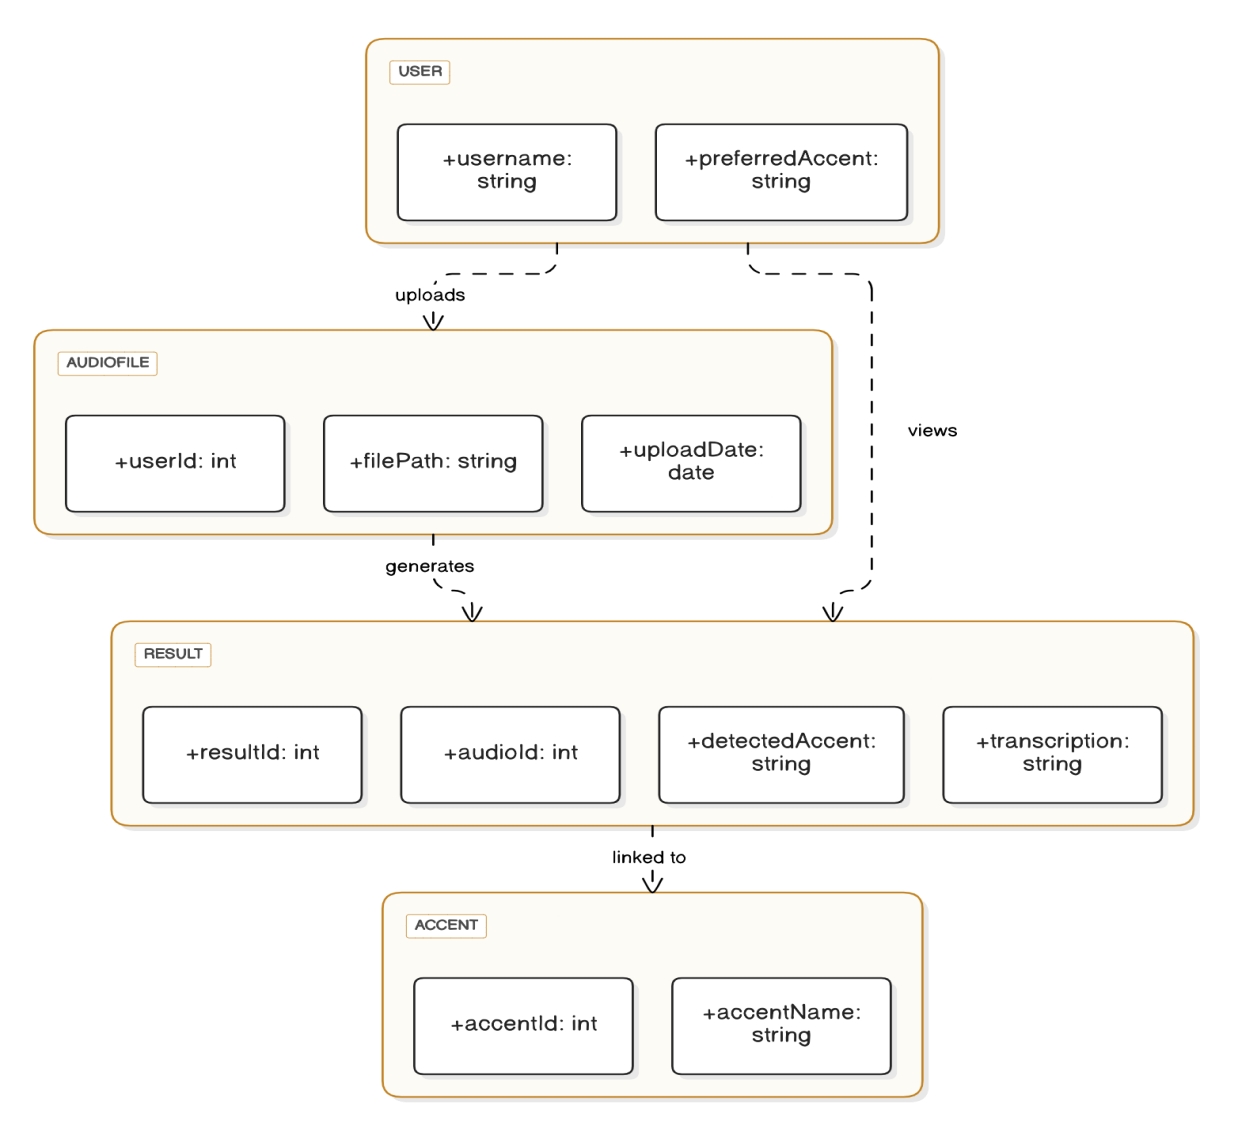 USER
+username:
string
+preferredAccent:
string
uploads
AUDIOFILE
+userId: int
+filePath: string
+uploadDate:
date
views
generates
RESULT
+resultId: int
+audioId: int
+detectedAccent:
string
+transcription:
string
linked to
ACCENT
+accentId: int
+accentName:
string